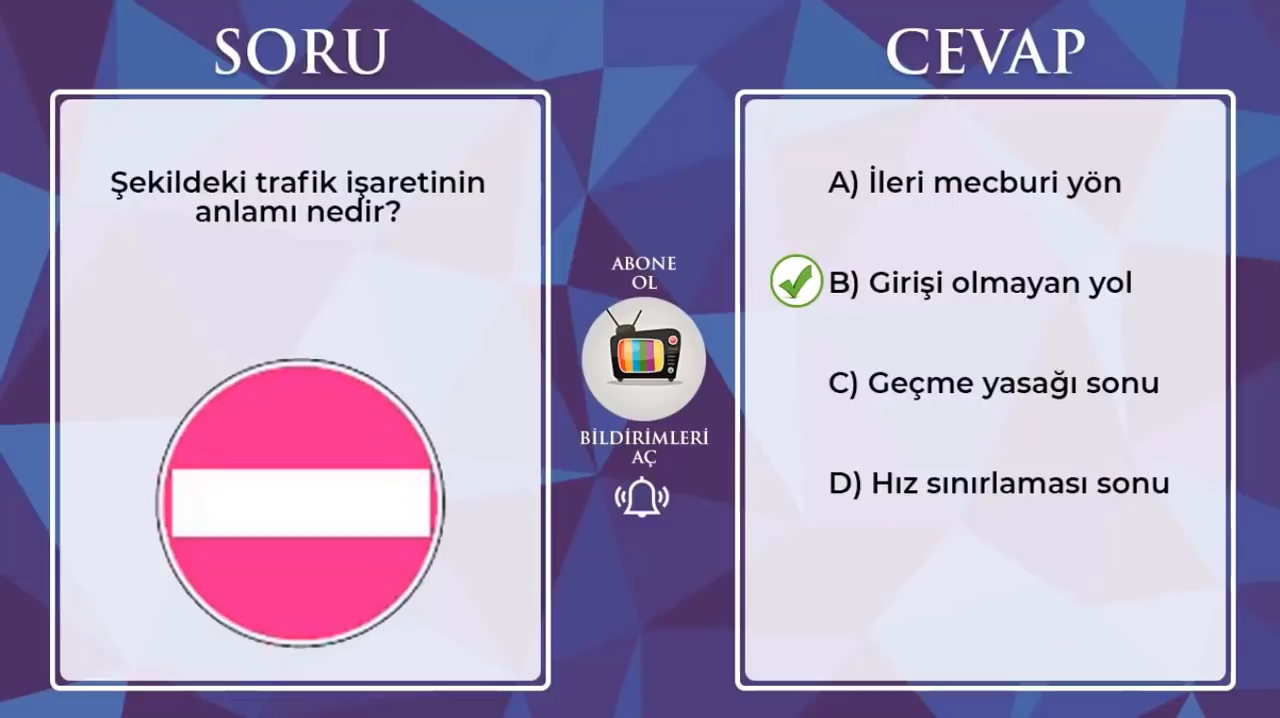 SORU
Şekildeki trafik işaretinin
anlamı nedir?
ABONE
OL
BİLDİRİMLERİ
AÇ
CEVAP
A) İleri mecburi yön
B) Girişi olmayan yol
C) Geçme yasağı sonu
D) Hız sınırlaması sonu